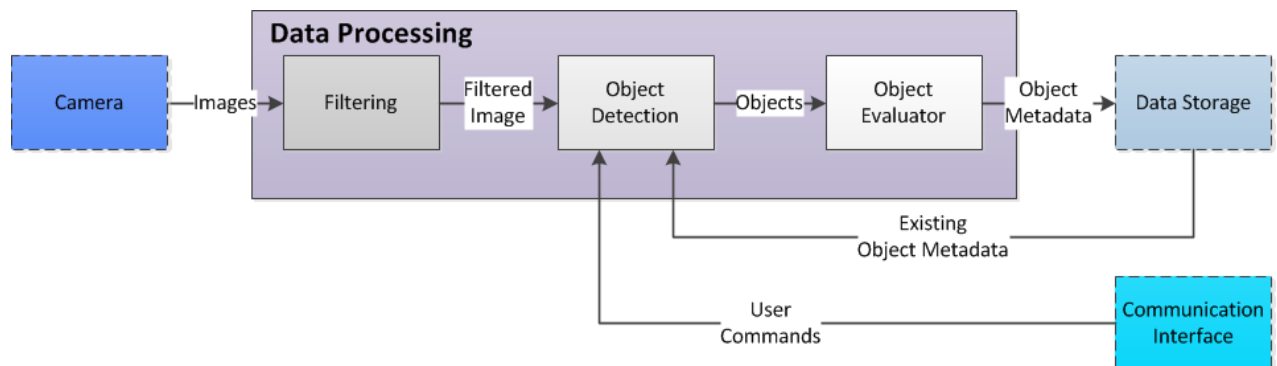 Data Processing
Camera
Images
Filtering
Filtered
Image
Object
Detection
Objects
Object
Evaluator
Object
Metadata
Data Storage
Existing
Object Metadata
User
Commands
Communication
Interface